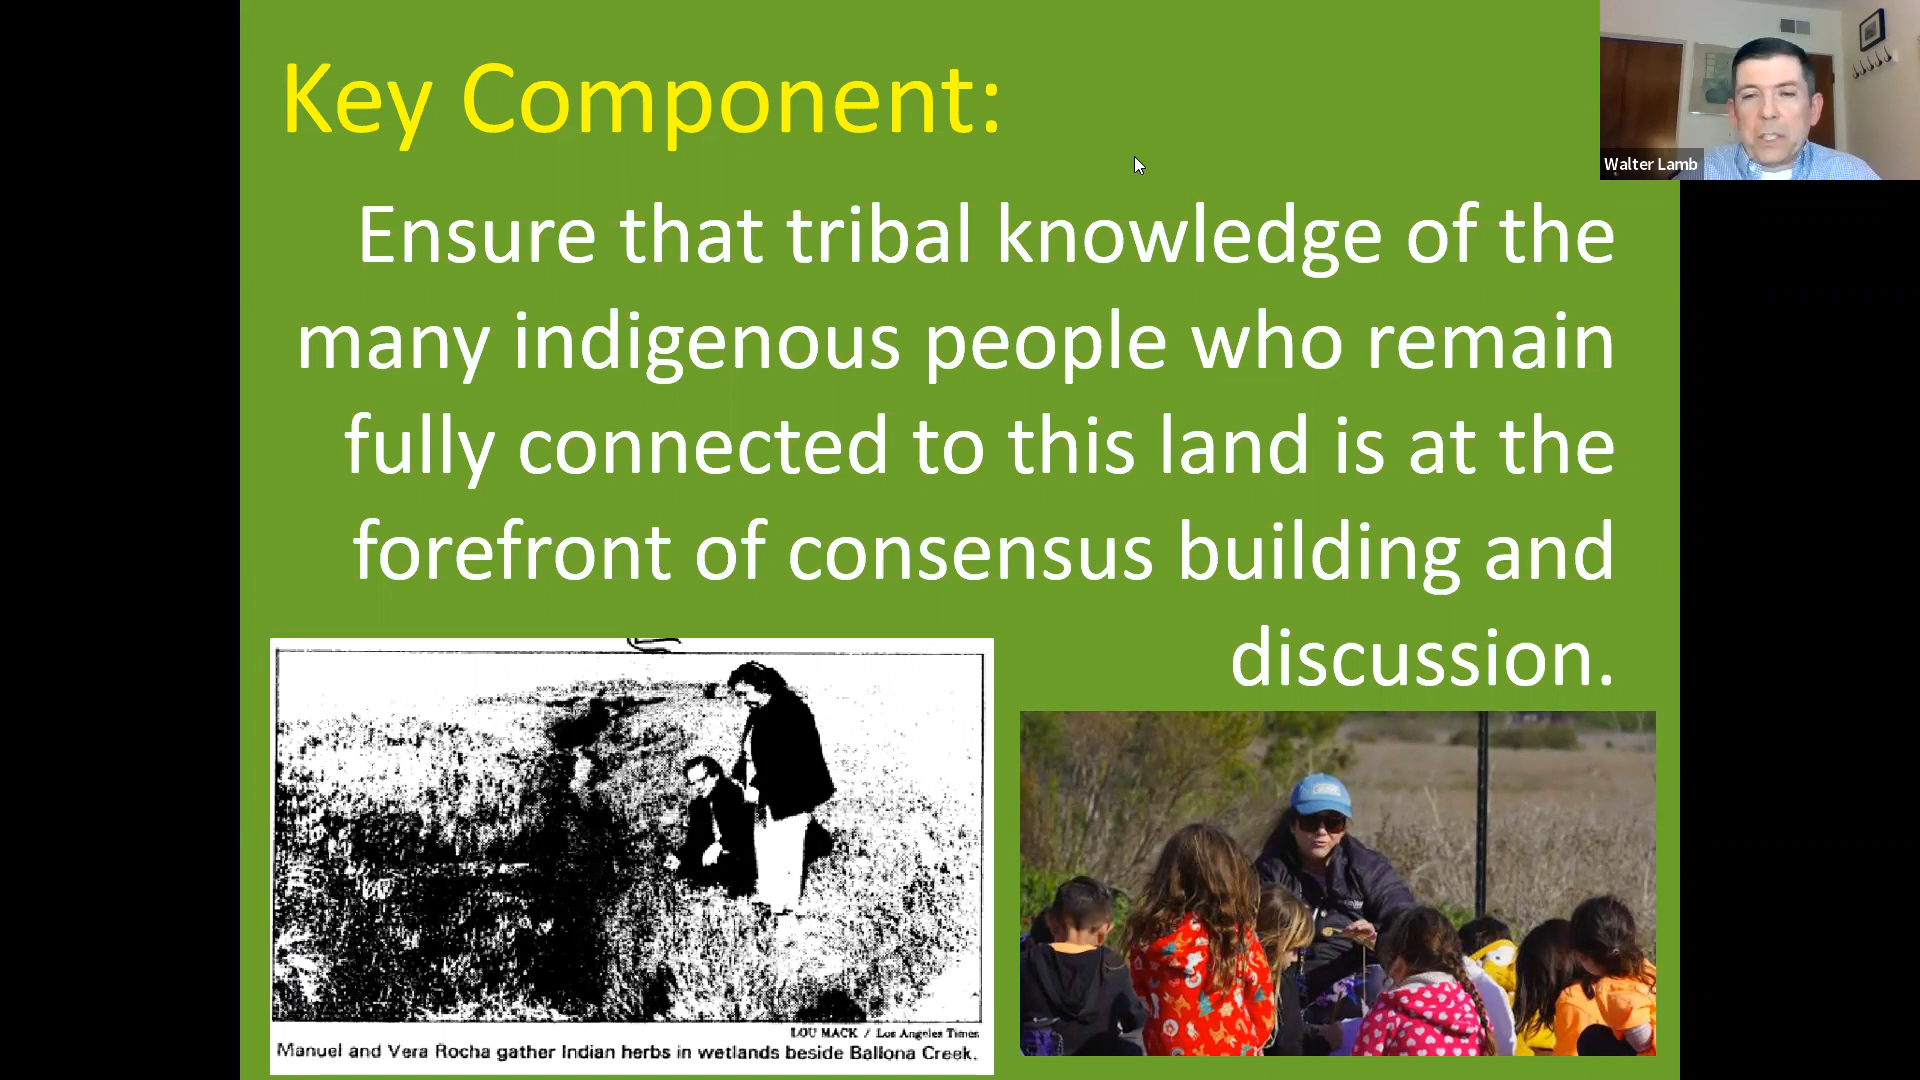 Key Component:
Walter Lamb
Ensure that tribal knowledge of the
many indigenous people who remain
fully connected to this land is at the
forefront of consensus building and
discussion.
LOU MACK / Los Angeles Times
Manuel and Vera Rocha gather Indian herbs in wetlands beside Ballona Creek.